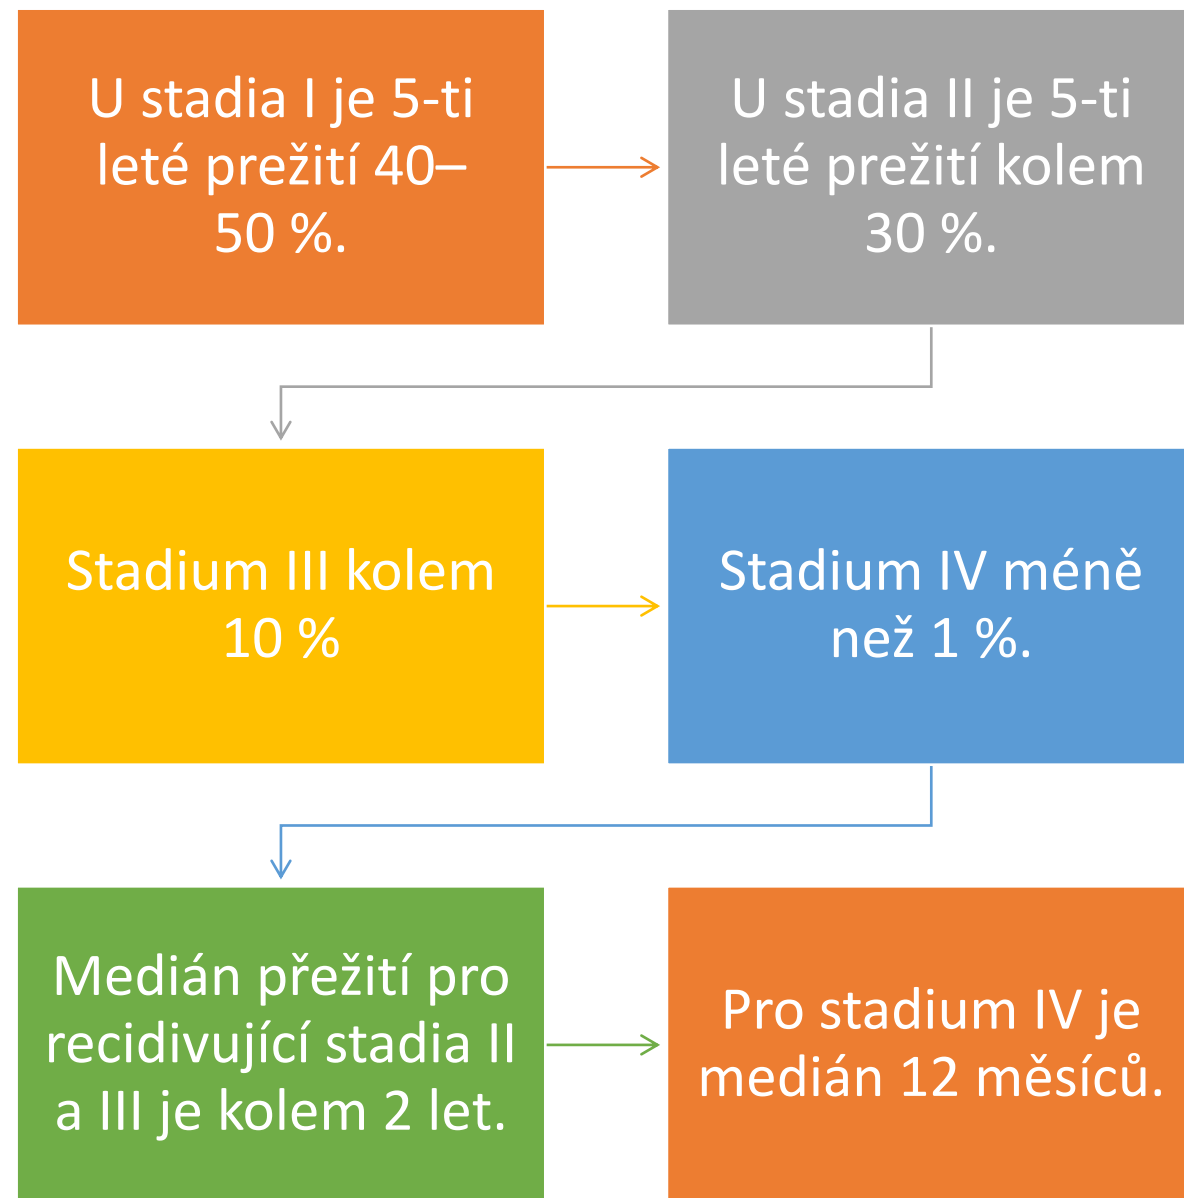 U stadia I je 5-ti
leté prežití 40–
50 %.
U stadia II je 5-ti
leté prežití kolem
30 %.
Stadium III kolem
10 %
Stadium IV méně
než 1 %.
Medián přežití pro
recidivující stadia II
a III je kolem 2 let.
Pro stadium IV je
medián 12 měsíců.